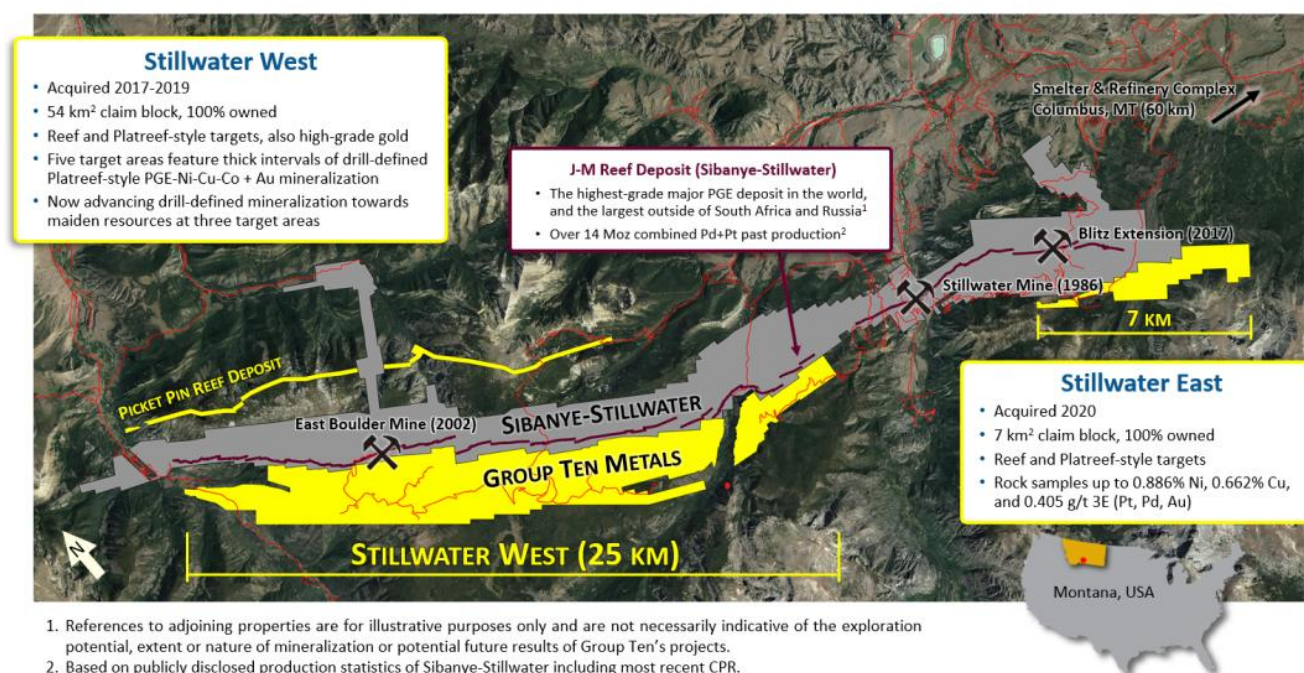 Stillwater West
• Acquired 2017-2019
• 54 km² claim block, 100% owned
• Reef and Platreef-style targets, also high-grade gold
• Five target areas feature thick intervals of drill-defined
Platreef-style PGE-Ni-Cu-Co + Au mineralization
• Now advancing drill-defined mineralization towards
maiden resources at three target areas
Smelter & Refinery Complex
Columbus, MT (60 km)
J-M Reef Deposit (Sibanye-Stillwater)
• The highest-grade major PGE deposit in the world,
and the largest outside of South Africa and Russia¹
• Over 14 Moz combined Pd+Pt past production²
Blitz Extension (2017)
Stillwater Mine (1986)
7 KM
PICKET PIN REEF DEPOSIT
East Boulder Mine (2002)
SIBANYE-STILLWATER
GROUP TEN METALS
STILLWATER WEST (25 KM)
N
Stillwater East
• Acquired 2020
• 7 km² claim block, 100% owned
• Reef and Platreef-style targets
• Rock samples up to 0.886% Ni, 0.662% Cu,
and 0.405 g/t 3E (Pt, Pd, Au)
Montana, USA
1. References to adjoining properties are for illustrative purposes only and are not necessarily indicative of the exploration
potential, extent or nature of mineralization or potential future results of Group Ten's projects.
2. Based on publicly disclosed production statistics of Sibanye-Stillwater including most recent CPR.